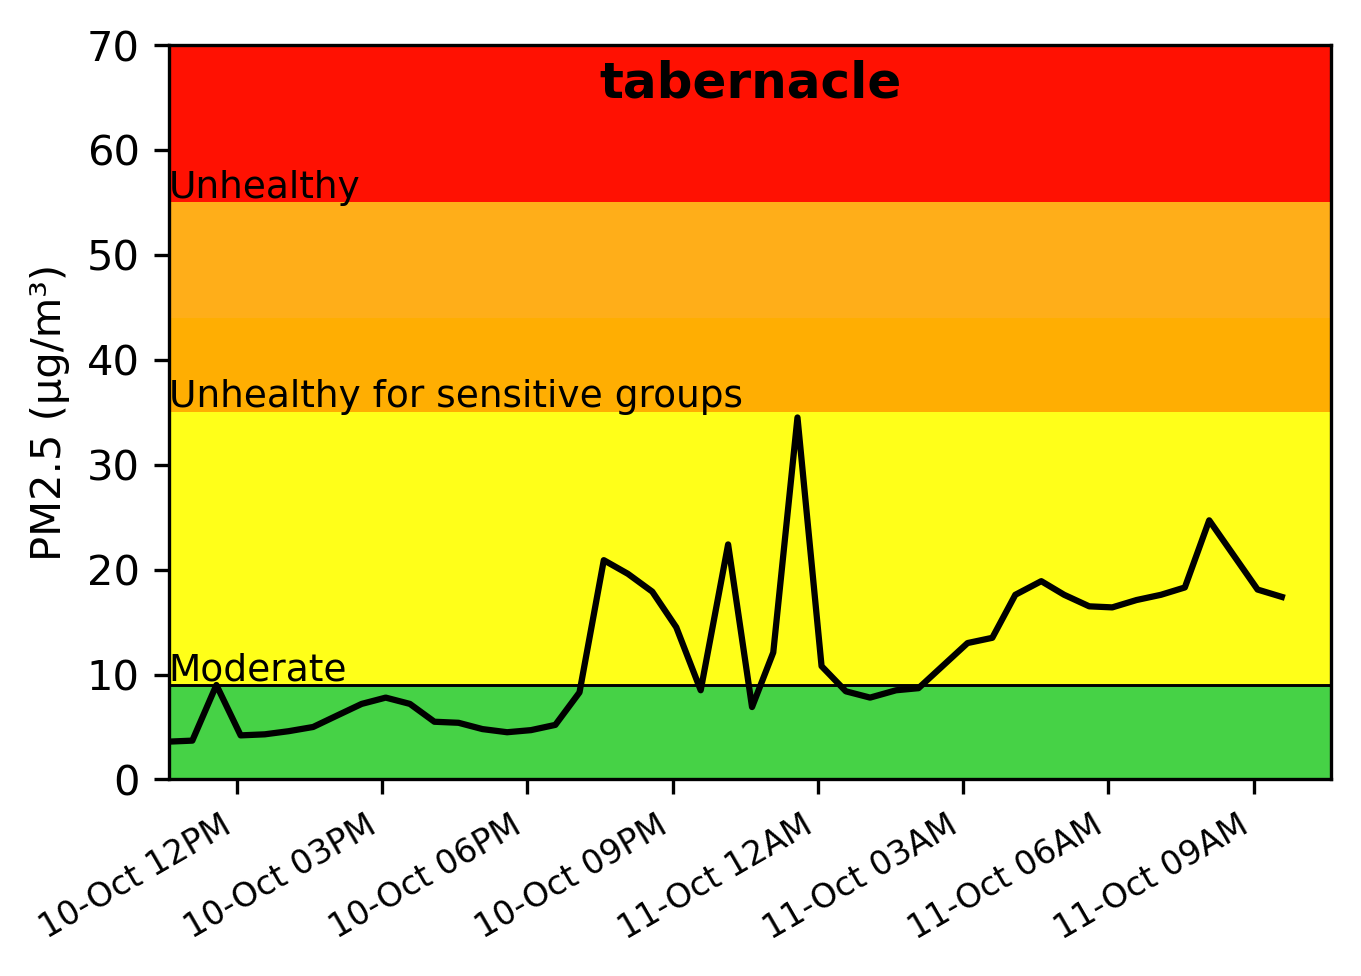 tabernacle
70
60
50
40
30
20
10
0
PM2.5 (µg/m³)
Unhealthy
Unhealthy for sensitive groups
Moderate
10-Oct 12PM
10-Oct 03PM
10-Oct 06PM
10-Oct 09PM
11-Oct 12AM
11-Oct 03AM
11-Oct 06AM
11-Oct 09AM